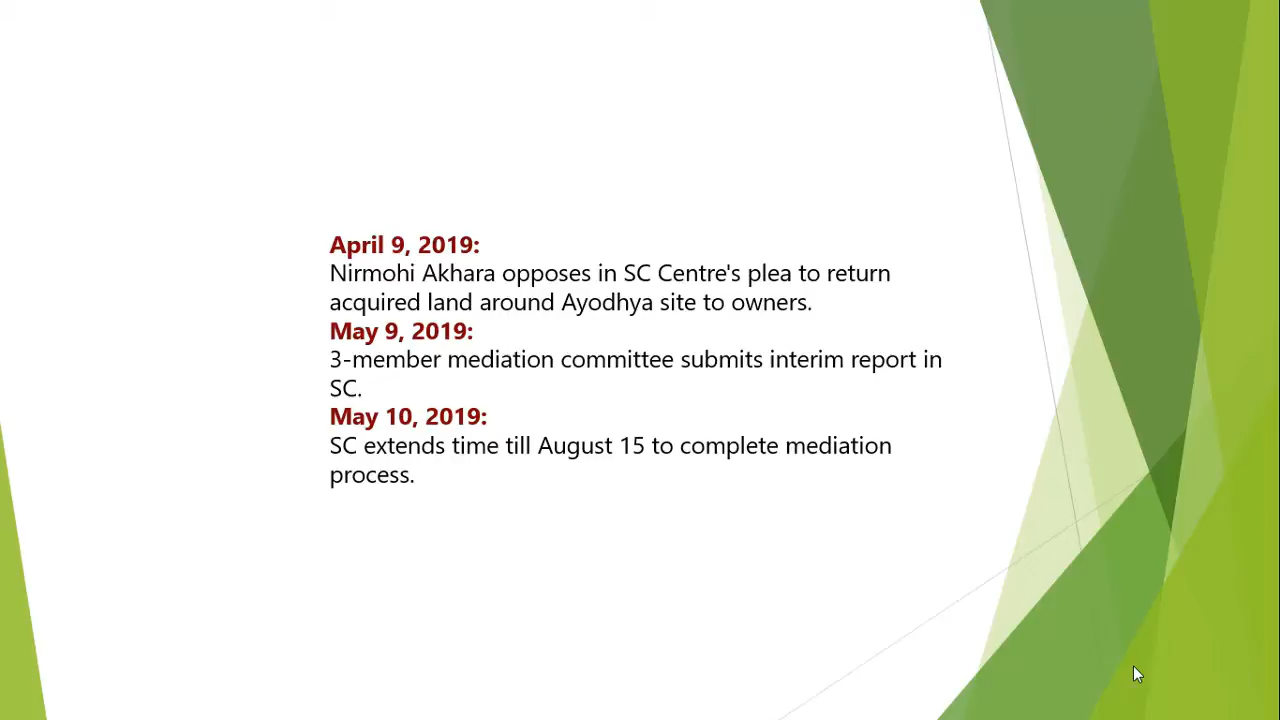 April 9, 2019:
Nirmohi Akhara opposes in SC Centre's plea to return
acquired land around Ayodhya site to owners.
May 9, 2019:
3-member mediation committee submits interim report in
SC.
May 10, 2019:
SC extends time till August 15 to complete mediation
process.